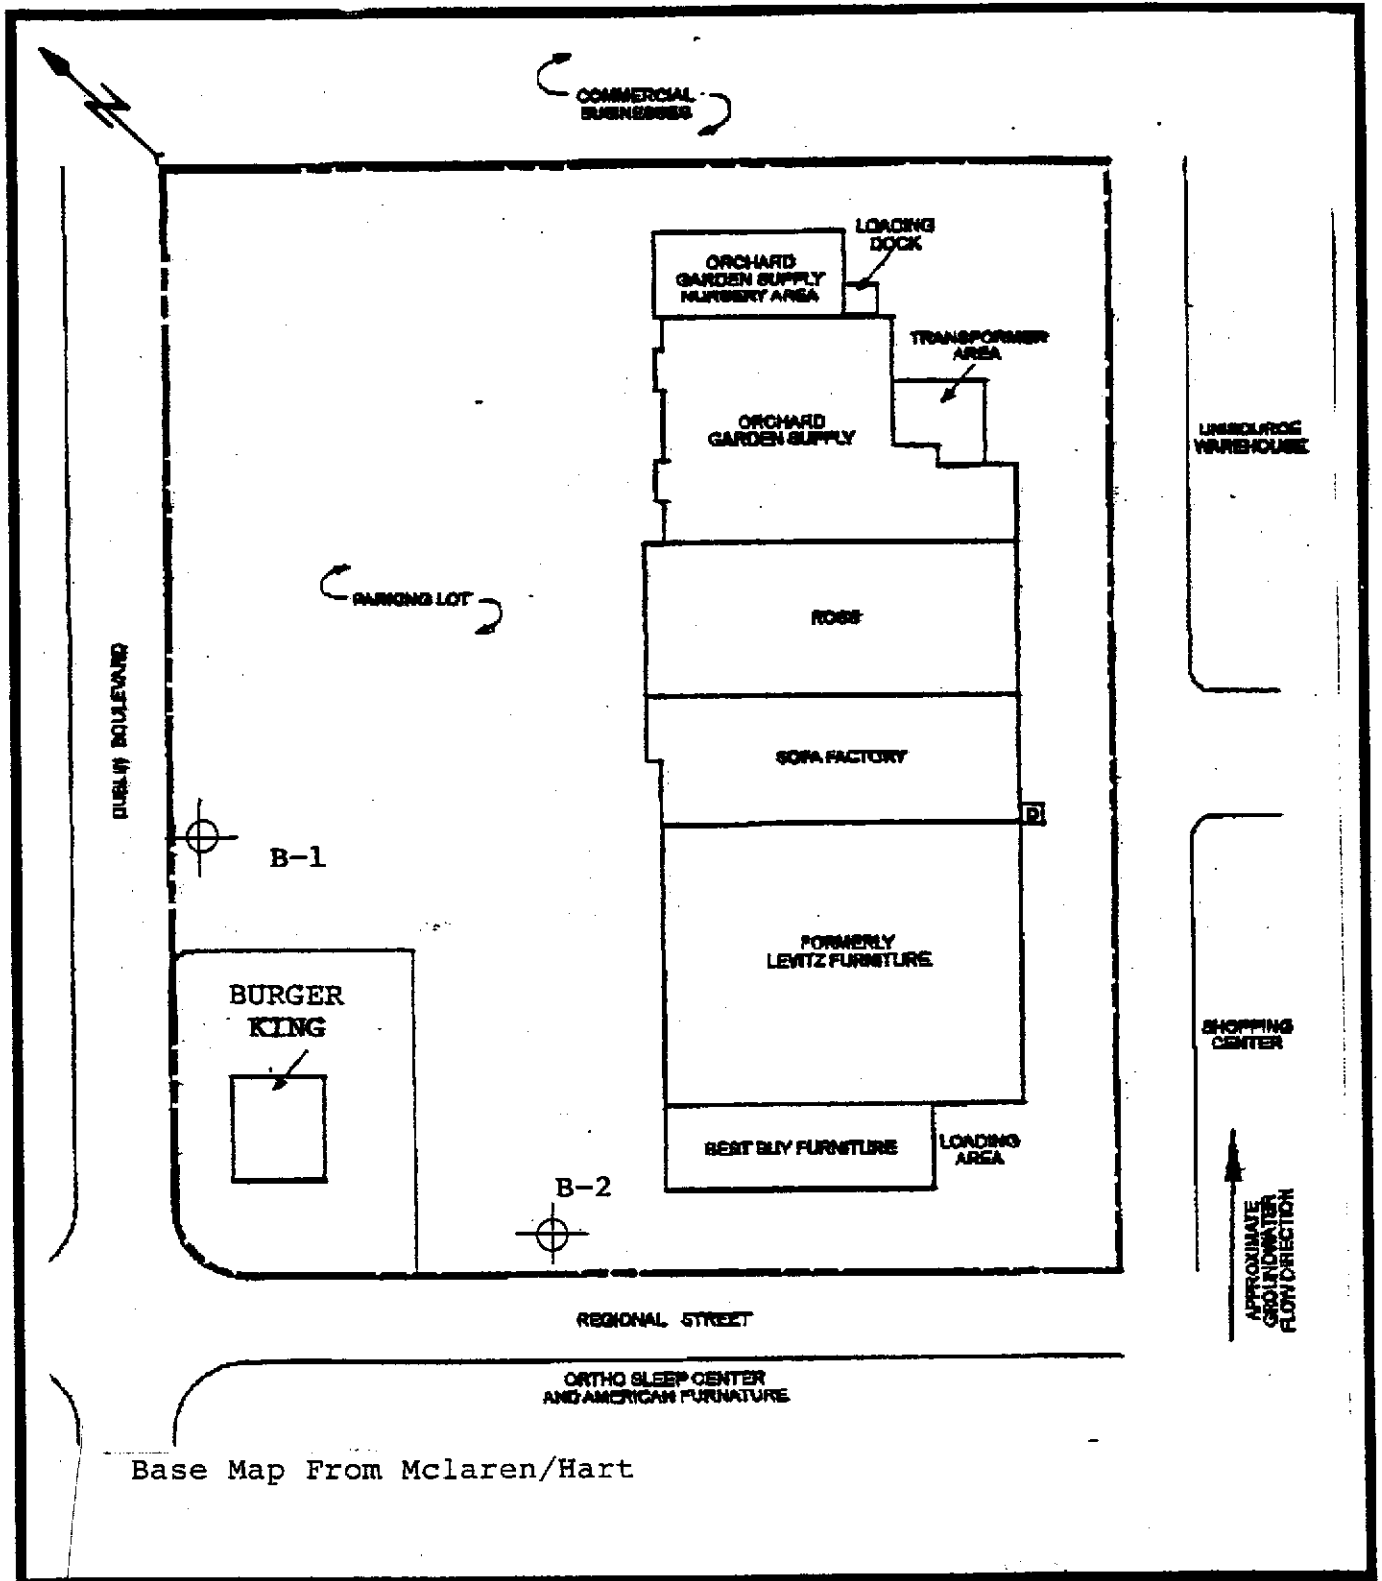 N
COMMERCIAL
BUSINESSES
LOADING
DOCK
ORCHARD
GARDEN SUPPLY
NURSERY AREA
TRANSFORMER
AREA
ORCHARD
GARDEN SUPPLY
UNISOURCE
WAREHOUSE
PARKING LOT
ROSS
DUBLIN BOULEVARD
SOFA FACTORY
D
B-1
FORMERLY
LEVITZ FURNITURE
BURGER
KING
SHOPPING
CENTER
BEST BUY FURNITURE
LOADING
AREA
B-2
APPROXIMATE
GROUNDWATER
FLOW DIRECTION
REGIONAL STREET
ORTHO SLEEP CENTER
AND AMERICAN FURNATURE
Base Map From Mclaren/Hart